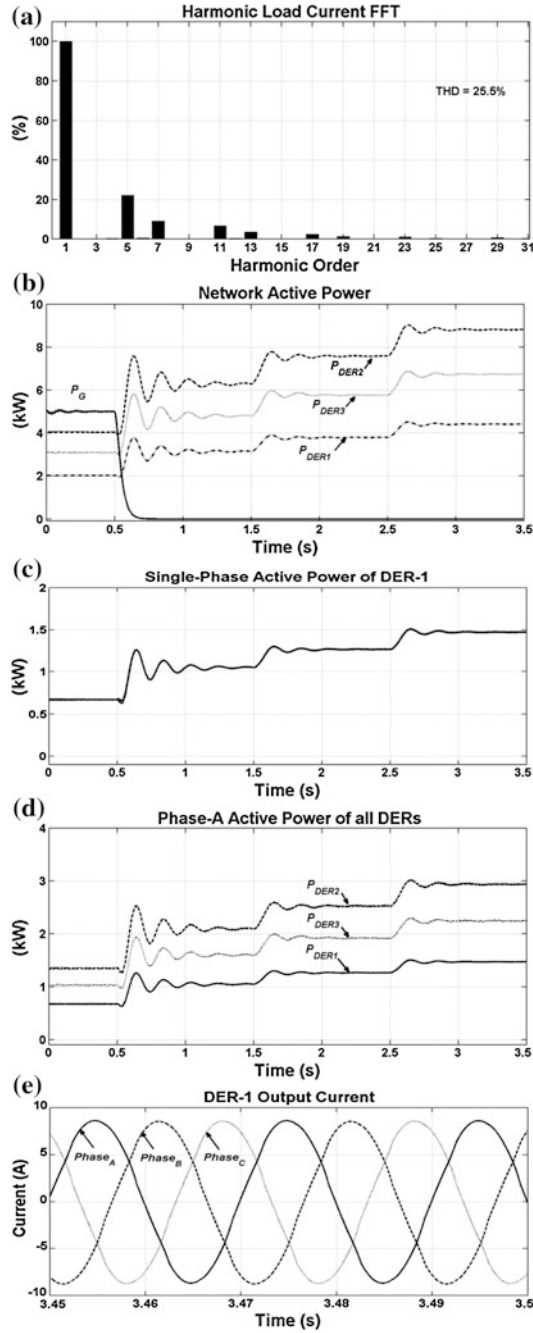 (a)
Harmonic Load Current FFT
(%)
100
80
60
40
20
0
THD = 25.5%
1 3 5 7 9 11 13 15 17 19 21 23 25 27 29 31
Harmonic Order
(b)
Network Active Power
(kW)
10
8
6
4
2
0
P_G
P_DER2
P_DER3
P_DER1
0 0.5 1 1.5 2 2.5 3 3.5
Time (s)
(c)
Single-Phase Active Power of DER-1
(kW)
2
1.5
1
0.5
0
0 0.5 1 1.5 2 2.5 3 3.5
Time (s)
(d)
Phase-A Active Power of all DERs
(kW)
4
3
2
1
0
P_DER2
P_DER3
P_DER1
0 0.5 1 1.5 2 2.5 3 3.5
Time (s)
(e)
DER-1 Output Current
Current (A)
10
5
0
-5
-10
Phase_A Phase_B Phase_C
3.45 3.46 3.47 3.48 3.49 3.5
Time (s)